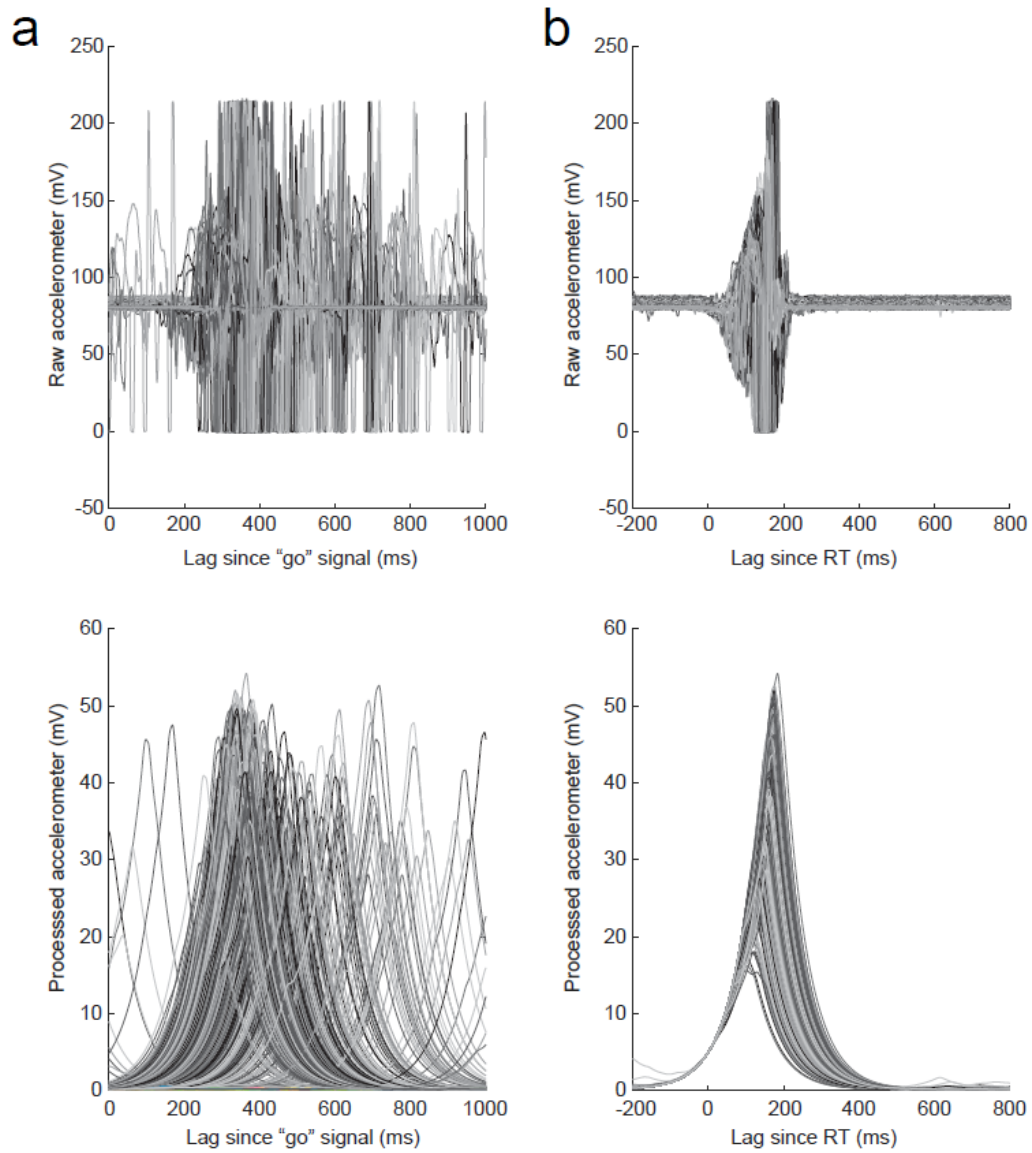 a
b
250
200
150
100
50
0
-50
Raw accelerometer (mV)
0 200 400 600 800 1000
Lag since “go” signal (ms)
250
200
150
100
50
0
-50
Raw accelerometer (mV)
-200 0 200 400 600 800
Lag since RT (ms)
60
50
40
30
20
10
0
Processsed accelerometer (mV)
0 200 400 600 800 1000
Lag since “go” signal (ms)
60
50
40
30
20
10
0
Processsed accelerometer (mV)
-200 0 200 400 600 800
Lag since RT (ms)